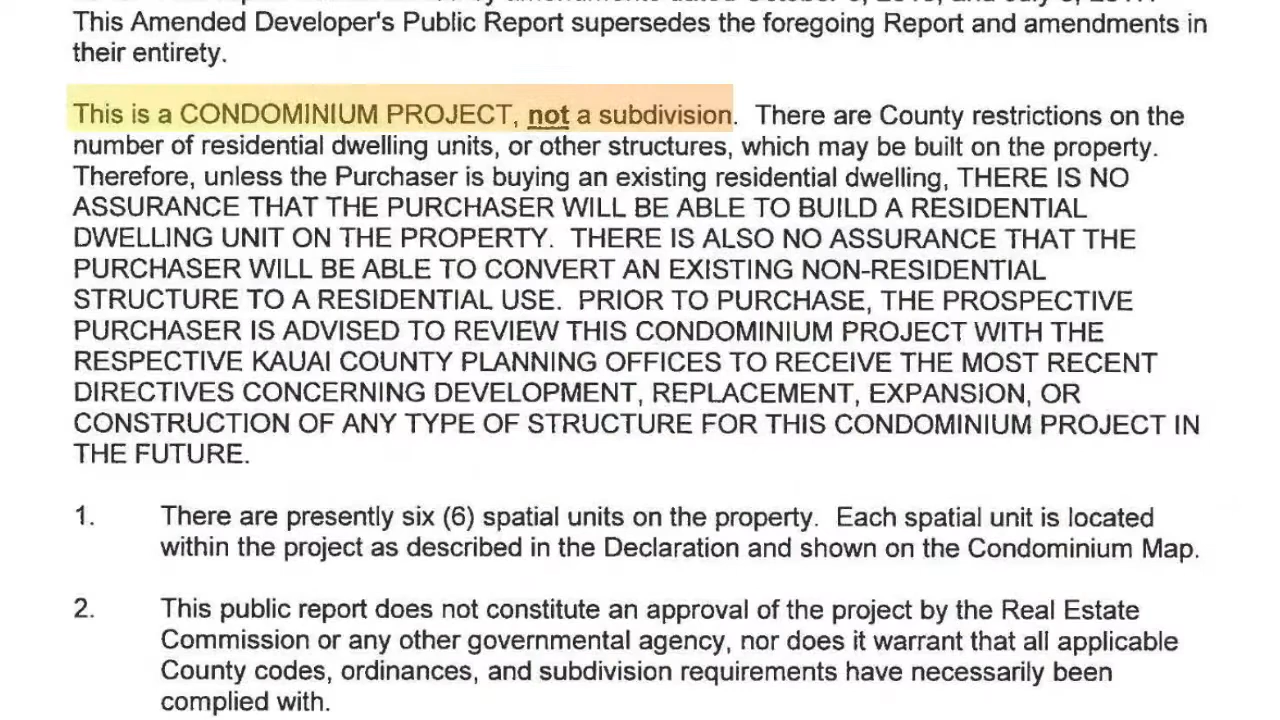 This Amended Developer's Public Report supersedes the foregoing Report and amendments in
their entirety.
This is a CONDOMINIUM PROJECT, not a subdivision. There are County restrictions on the
number of residential dwelling units, or other structures, which may be built on the property.
Therefore, unless the Purchaser is buying an existing residential dwelling, THERE IS NO
ASSURANCE THAT THE PURCHASER WILL BE ABLE TO BUILD A RESIDENTIAL
DWELLING UNIT ON THE PROPERTY. THERE IS ALSO NO ASSURANCE THAT THE
PURCHASER WILL BE ABLE TO CONVERT AN EXISTING NON-RESIDENTIAL
STRUCTURE TO A RESIDENTIAL USE. PRIOR TO PURCHASE, THE PROSPECTIVE
PURCHASER IS ADVISED TO REVIEW THIS CONDOMINIUM PROJECT WITH THE
RESPECTIVE KAUAI COUNTY PLANNING OFFICES TO RECEIVE THE MOST RECENT
DIRECTIVES CONCERNING DEVELOPMENT, REPLACEMENT, EXPANSION, OR
CONSTRUCTION OF ANY TYPE OF STRUCTURE FOR THIS CONDOMINIUM PROJECT IN
THE FUTURE.
1. There are presently six (6) spatial units on the property. Each spatial unit is located
within the project as described in the Declaration and shown on the Condominium Map.
2. This public report does not constitute an approval of the project by the Real Estate
Commission or any other governmental agency, nor does it warrant that all applicable
County codes, ordinances, and subdivision requirements have necessarily been
complied with.